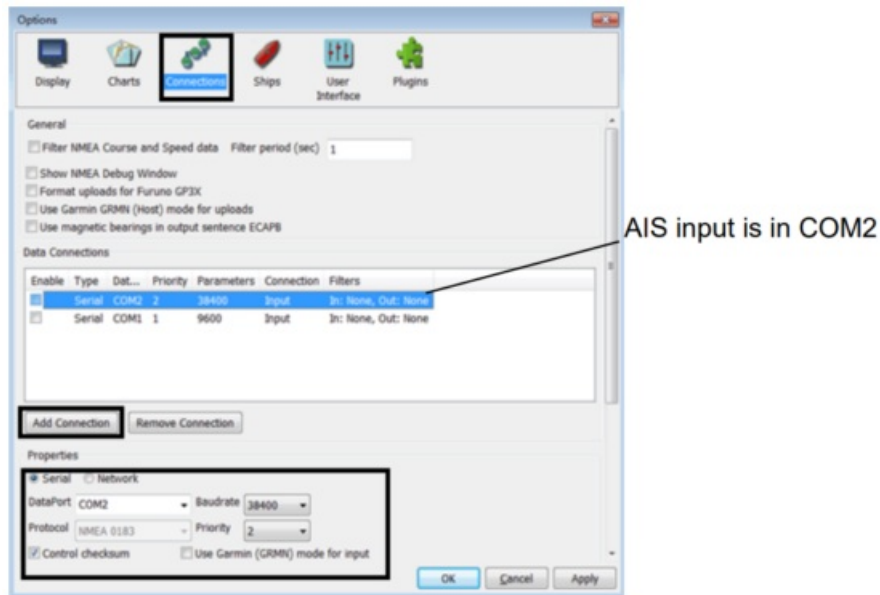 Options
Display Charts Connections Ships User Interface Plugins
General
Filter NMEA Course and Speed data Filter period (sec) 1
Show NMEA Debug Window
Format uploads for Furuno GP3X
Use Garmin GRMN (Host) mode for uploads
Use magnetic bearings in output sentence ECAPB
AIS input is in COM2
Data Connections
Enable Type Dat... Priority Parameters Connection Filters
Serial COM2 2 38400 Input In: None, Out: None
Serial COM1 1 9600 Input In: None, Out: None
Add Connection Remove Connection
Properties
Serial Network
DataPort COM2 Baudrate 38400
Protocol NMEA 0183 Priority 2
Control checksum Use Garmin (GRMN) mode for input
OK Cancel Apply